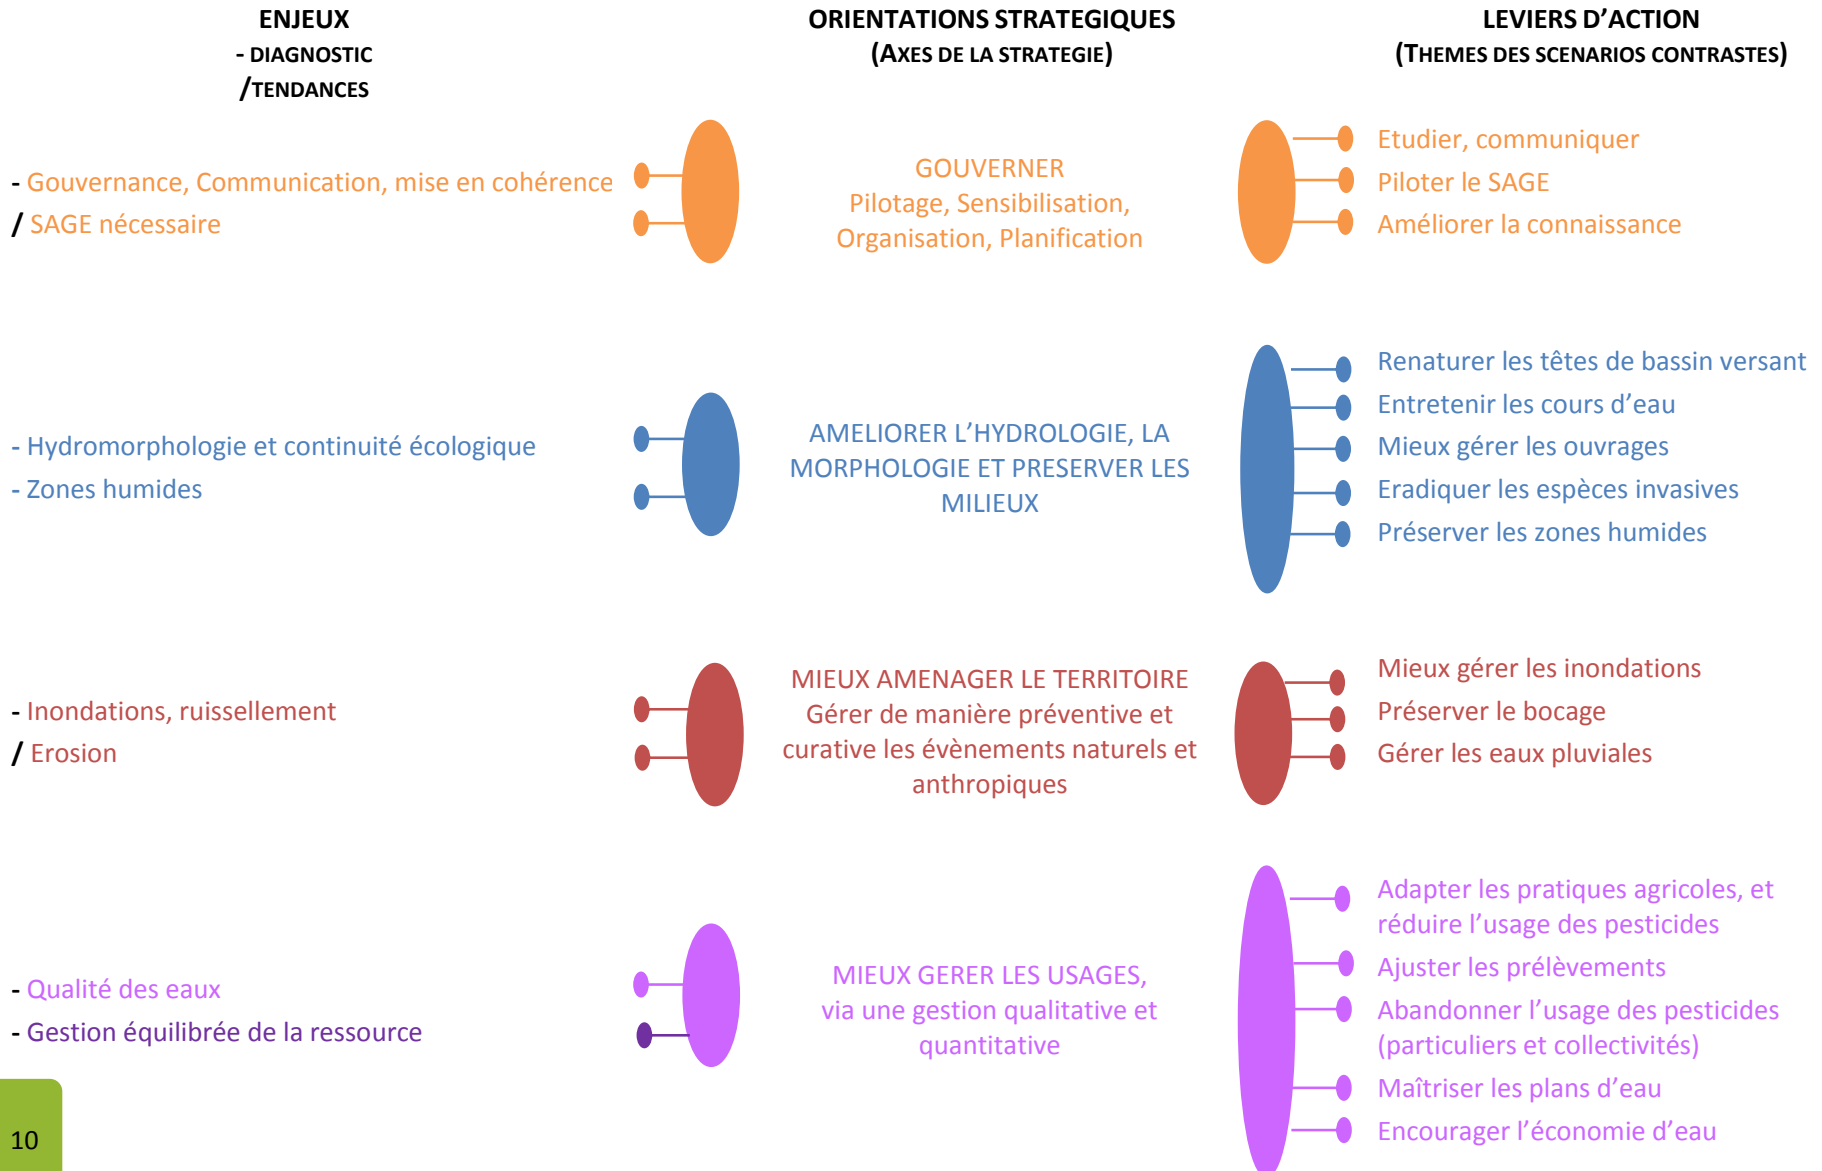 ENJEUX
- DIAGNOSTIC
/TENDANCES
ORIENTATIONS STRATEGIQUES
(AXES DE LA STRATEGIE)
LEVIERS D’ACTION
(THEMES DES SCENARIOS CONTRASTES)
- Gouvernance, Communication, mise en cohérence
/ SAGE nécessaire
GOUVERNER
Pilotage, Sensibilisation,
Organisation, Planification
Etudier, communiquer
Piloter le SAGE
Améliorer la connaissance
- Hydromorphologie et continuité écologique
- Zones humides
AMELIORER L’HYDROLOGIE, LA
MORPHOLOGIE ET PRESERVER LES
MILIEUX
Renaturer les têtes de bassin versant
Entretenir les cours d’eau
Mieux gérer les ouvrages
Eradiquer les espèces invasives
Préserver les zones humides
- Inondations, ruissellement
/ Erosion
MIEUX AMENAGER LE TERRITOIRE
Gérer de manière préventive et
curative les évènements naturels et
anthropiques
Mieux gérer les inondations
Préserver le bocage
Gérer les eaux pluviales
- Qualité des eaux
- Gestion équilibrée de la ressource
MIEUX GERER LES USAGES,
via une gestion qualitative et
quantitative
Adapter les pratiques agricoles, et
réduire l’usage des pesticides
Ajuster les prélèvements
Abandonner l’usage des pesticides
(particuliers et collectivités)
Maîtriser les plans d’eau
Encourager l’économie d’eau
10